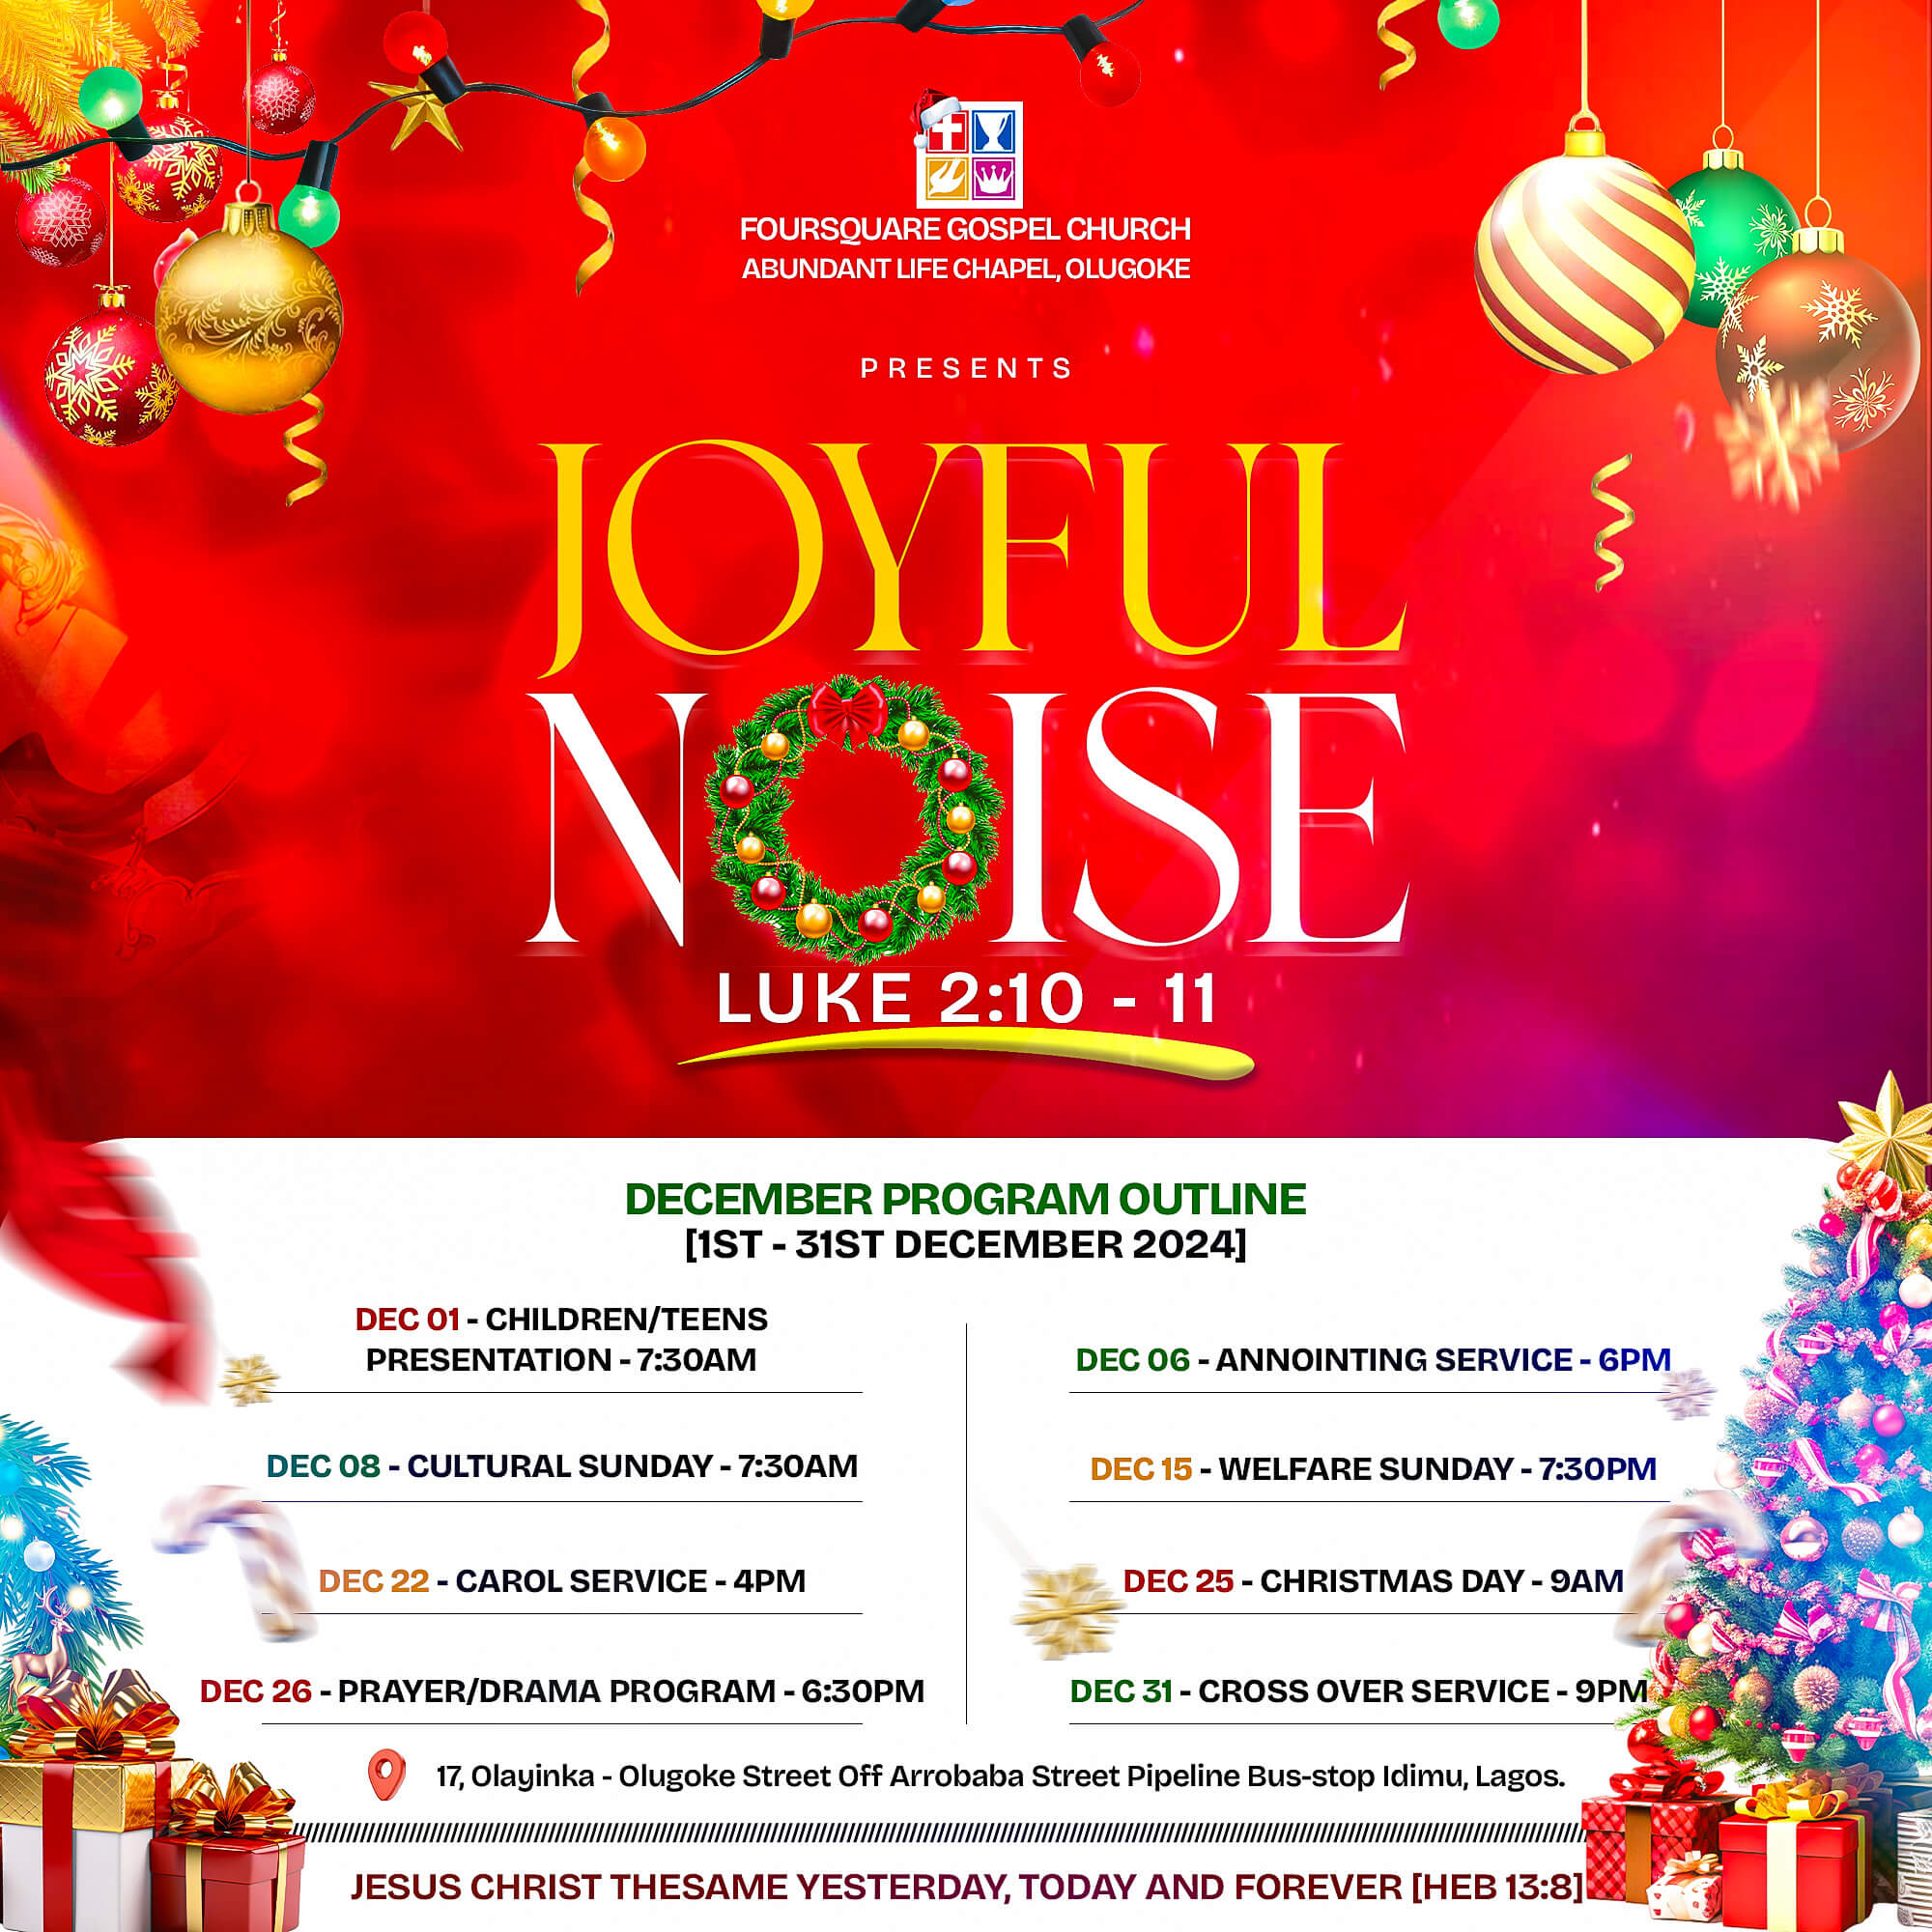 FOURSQUARE GOSPEL CHURCH
ABUNDANT LIFE CHAPEL, OLUGOKE
PRESENTS
JOYFUL
NOISE
LUKE 2:10 - 11
DECEMBER PROGRAM OUTLINE
[1ST - 31ST DECEMBER 2024]
DEC 01 - CHILDREN/TEENS
PRESENTATION - 7:30AM
DEC 06 - ANNOINTING SERVICE - 6PM
DEC 08 - CULTURAL SUNDAY - 7:30AM
DEC 15 - WELFARE SUNDAY - 7:30PM
DEC 22 - CAROL SERVICE - 4PM
DEC 25 - CHRISTMAS DAY - 9AM
DEC 26 - PRAYER/DRAMA PROGRAM - 6:30PM
DEC 31 - CROSS OVER SERVICE - 9PM
17, Olayinka - Olugoke Street Off Arrobaba Street Pipeline Bus-stop Idimu, Lagos.
JESUS CHRIST THESAME YESTERDAY, TODAY AND FOREVER [HEB 13:8]